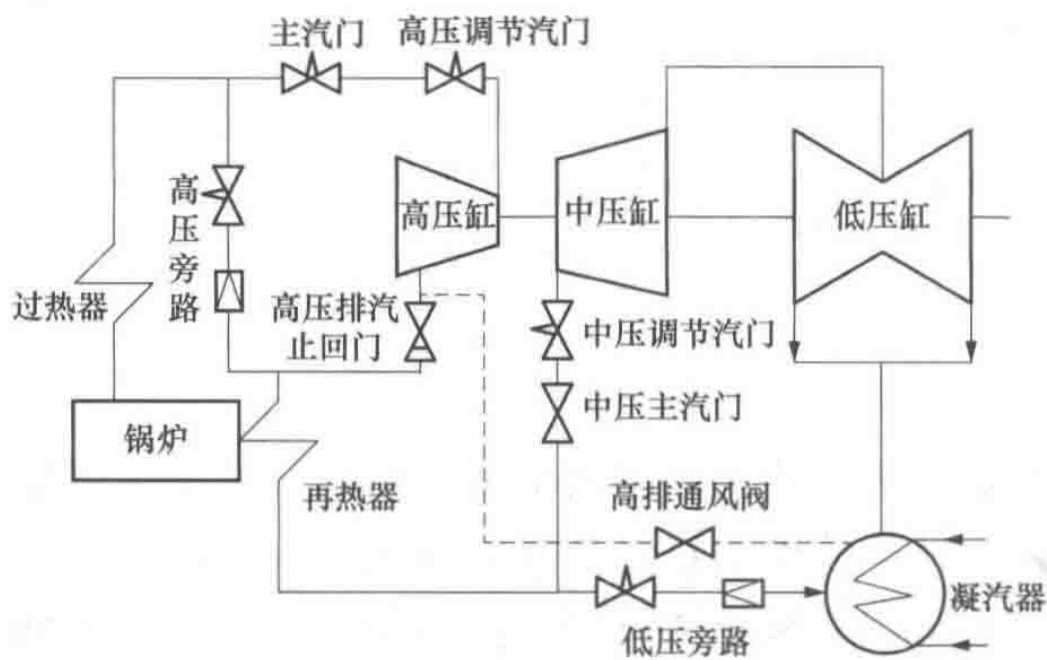 主汽门
高压调节汽门
高压旁路
高压缸
中压缸
低压缸
过热器
高压排汽
止回门
中压调节汽门
中压主汽门
锅炉
再热器
高排通风阀
凝汽器
低压旁路